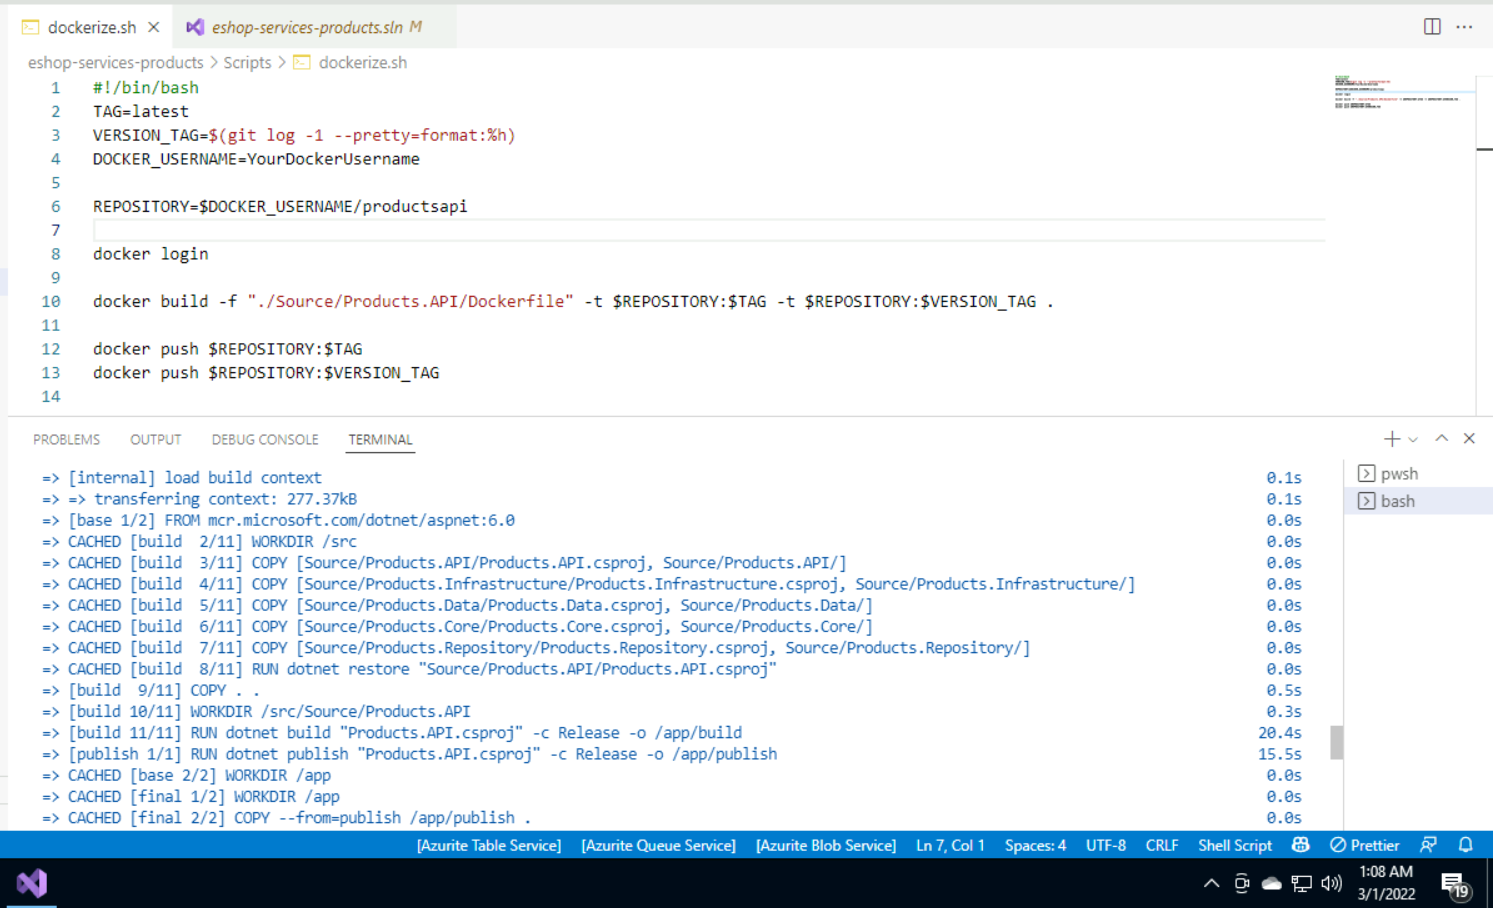 dockerize.sh
eshop-services-products.sln M
eshop-services-products > Scripts > dockerize.sh
1 #!/bin/bash
2 TAG=latest
3 VERSION_TAG=$(git log -1 --pretty=format:%h)
4 DOCKER_USERNAME=YourDockerUsername
5
6 REPOSITORY=$DOCKER_USERNAME/productsapi
7
8 docker login
9
10 docker build -f "./Source/Products.API/Dockerfile" -t $REPOSITORY:$TAG -t $REPOSITORY:$VERSION_TAG .
11
12 docker push $REPOSITORY:$TAG
13 docker push $REPOSITORY:$VERSION_TAG
14
PROBLEMS OUTPUT DEBUG CONSOLE TERMINAL
=> [internal] load build context 0.1s
=> => transferring context: 277.37kB 0.1s
=> [base 1/2] FROM mcr.microsoft.com/dotnet/aspnet:6.0 0.0s
=> CACHED [build  2/11] WORKDIR /src 0.0s
=> CACHED [build  3/11] COPY [Source/Products.API/Products.API.csproj, Source/Products.API/] 0.0s
=> CACHED [build  4/11] COPY [Source/Products.Infrastructure/Products.Infrastructure.csproj, Source/Products.Infrastructure/] 0.0s
=> CACHED [build  5/11] COPY [Source/Products.Data/Products.Data.csproj, Source/Products.Data/] 0.0s
=> CACHED [build  6/11] COPY [Source/Products.Core/Products.Core.csproj, Source/Products.Core/] 0.0s
=> CACHED [build  7/11] COPY [Source/Products.Repository/Products.Repository.csproj, Source/Products.Repository/] 0.0s
=> CACHED [build  8/11] RUN dotnet restore "Source/Products.API/Products.API.csproj" 0.0s
=> [build  9/11] COPY . . 0.5s
=> [build 10/11] WORKDIR /src/Source/Products.API 0.3s
=> [build 11/11] RUN dotnet build "Products.API.csproj" -c Release -o /app/build 20.4s
=> [publish 1/1] RUN dotnet publish "Products.API.csproj" -c Release -o /app/publish 15.5s
=> CACHED [base 2/2] WORKDIR /app 0.0s
=> CACHED [final 1/2] WORKDIR /app 0.0s
=> CACHED [final 2/2] COPY --from=publish /app/publish . 0.0s
pwsh
bash
[Azurite Table Service] [Azurite Queue Service] [Azurite Blob Service] Ln 7, Col 1 Spaces: 4 UTF-8 CRLF Shell Script Prettier
1:08 AM
3/1/2022
19